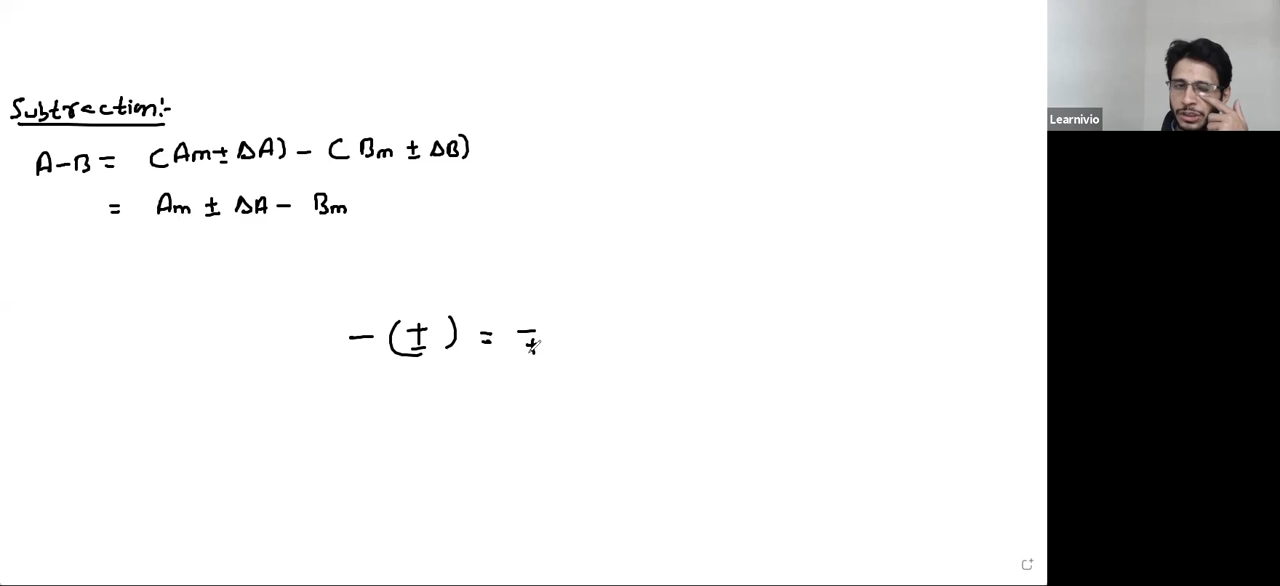 Subtraction:-
A-B = (Am ± ΔA) - (Bm ± ΔB)
= Am ± ΔA - Bm
- (±) = ∓
Learnivio